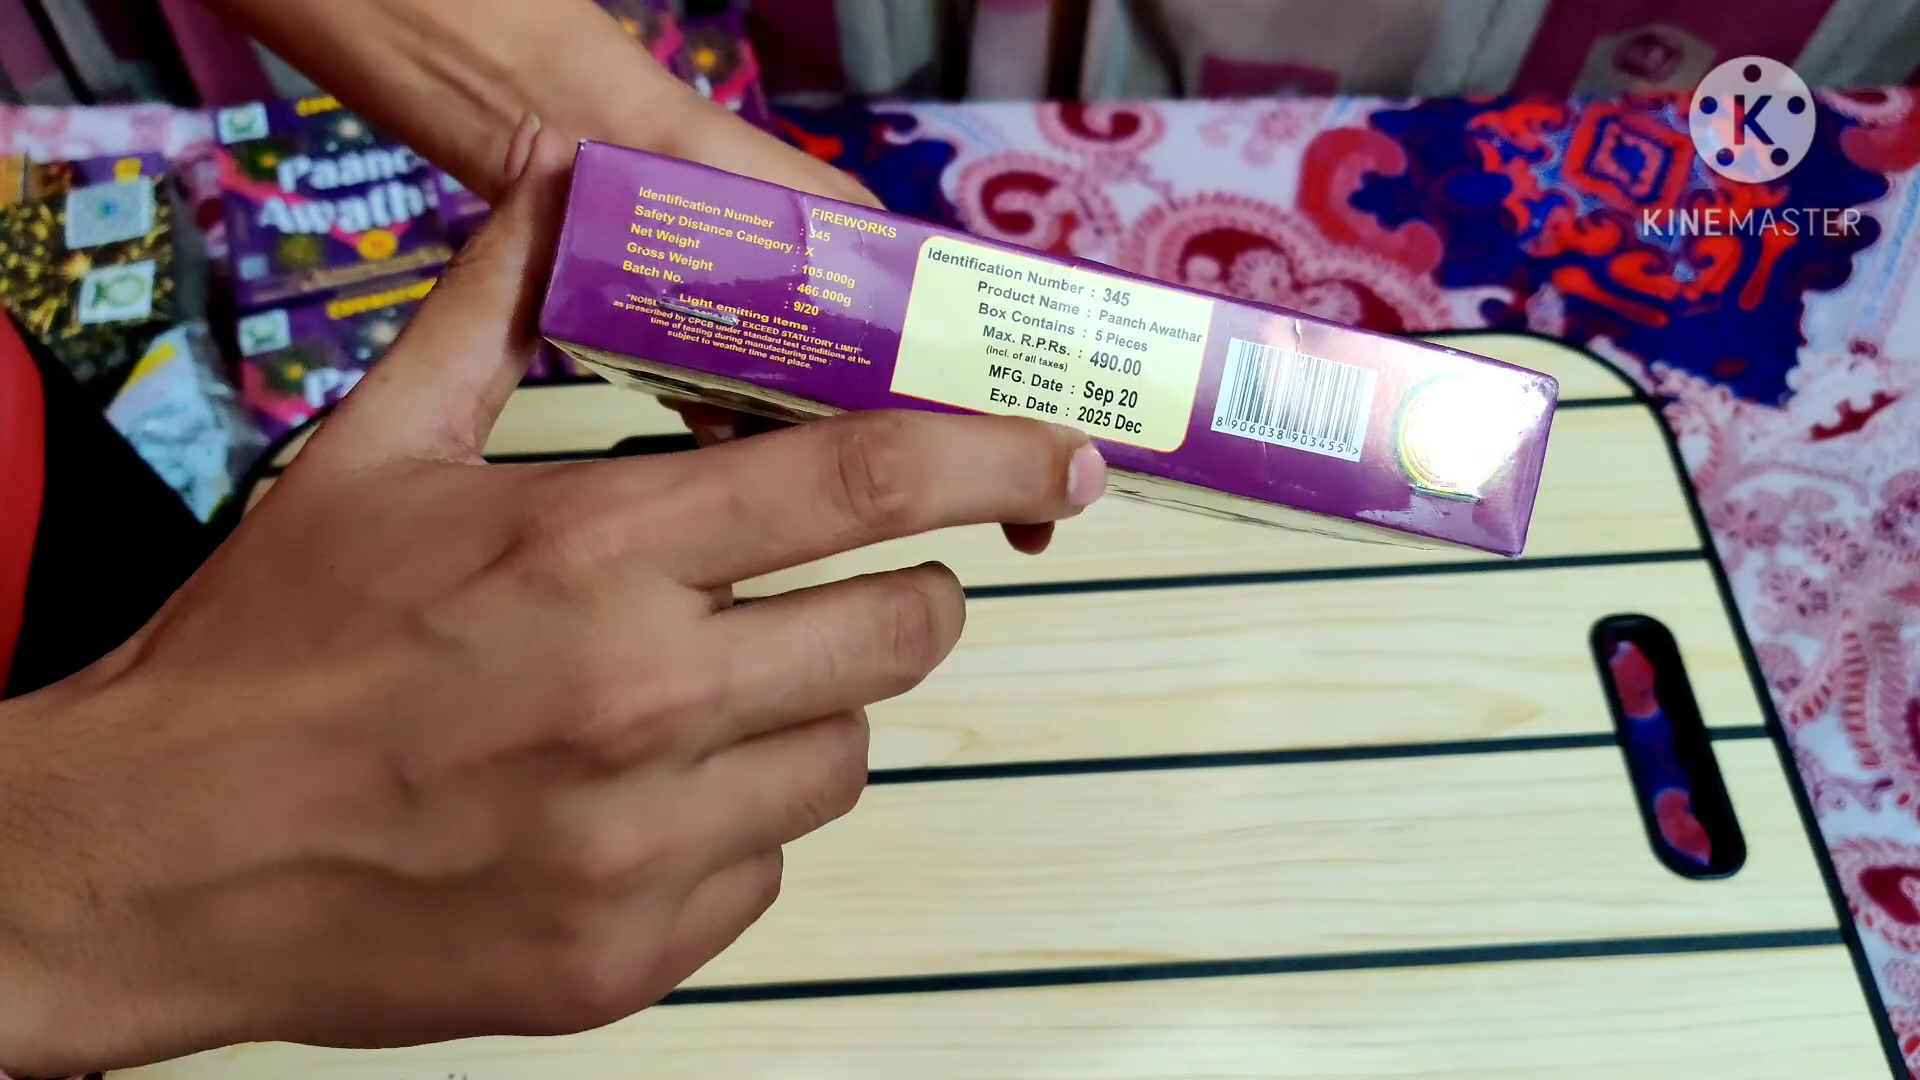 Paanc
Awath
FIREWORKS
Identification Number : 345
Safety Distance Category : X
Net Weight : 105.000g
Gross Weight : 466.000g
Batch No. : 9/20
Light emitting items :
EXCEED STATUTORY LIMIT"
as prescribed by CPCB under standard test conditions at the
time of testing during manufacturing time :
subject to weather time and place.
Identification Number : 345
Product Name : Paanch Awathar
Box Contains : 5 Pieces
Max. R.P.Rs. : 490.00
(incl. of all taxes)
MFG. Date : Sep 20
Exp. Date : 2025 Dec
8 906038 903455 >
K
KINEMASTER